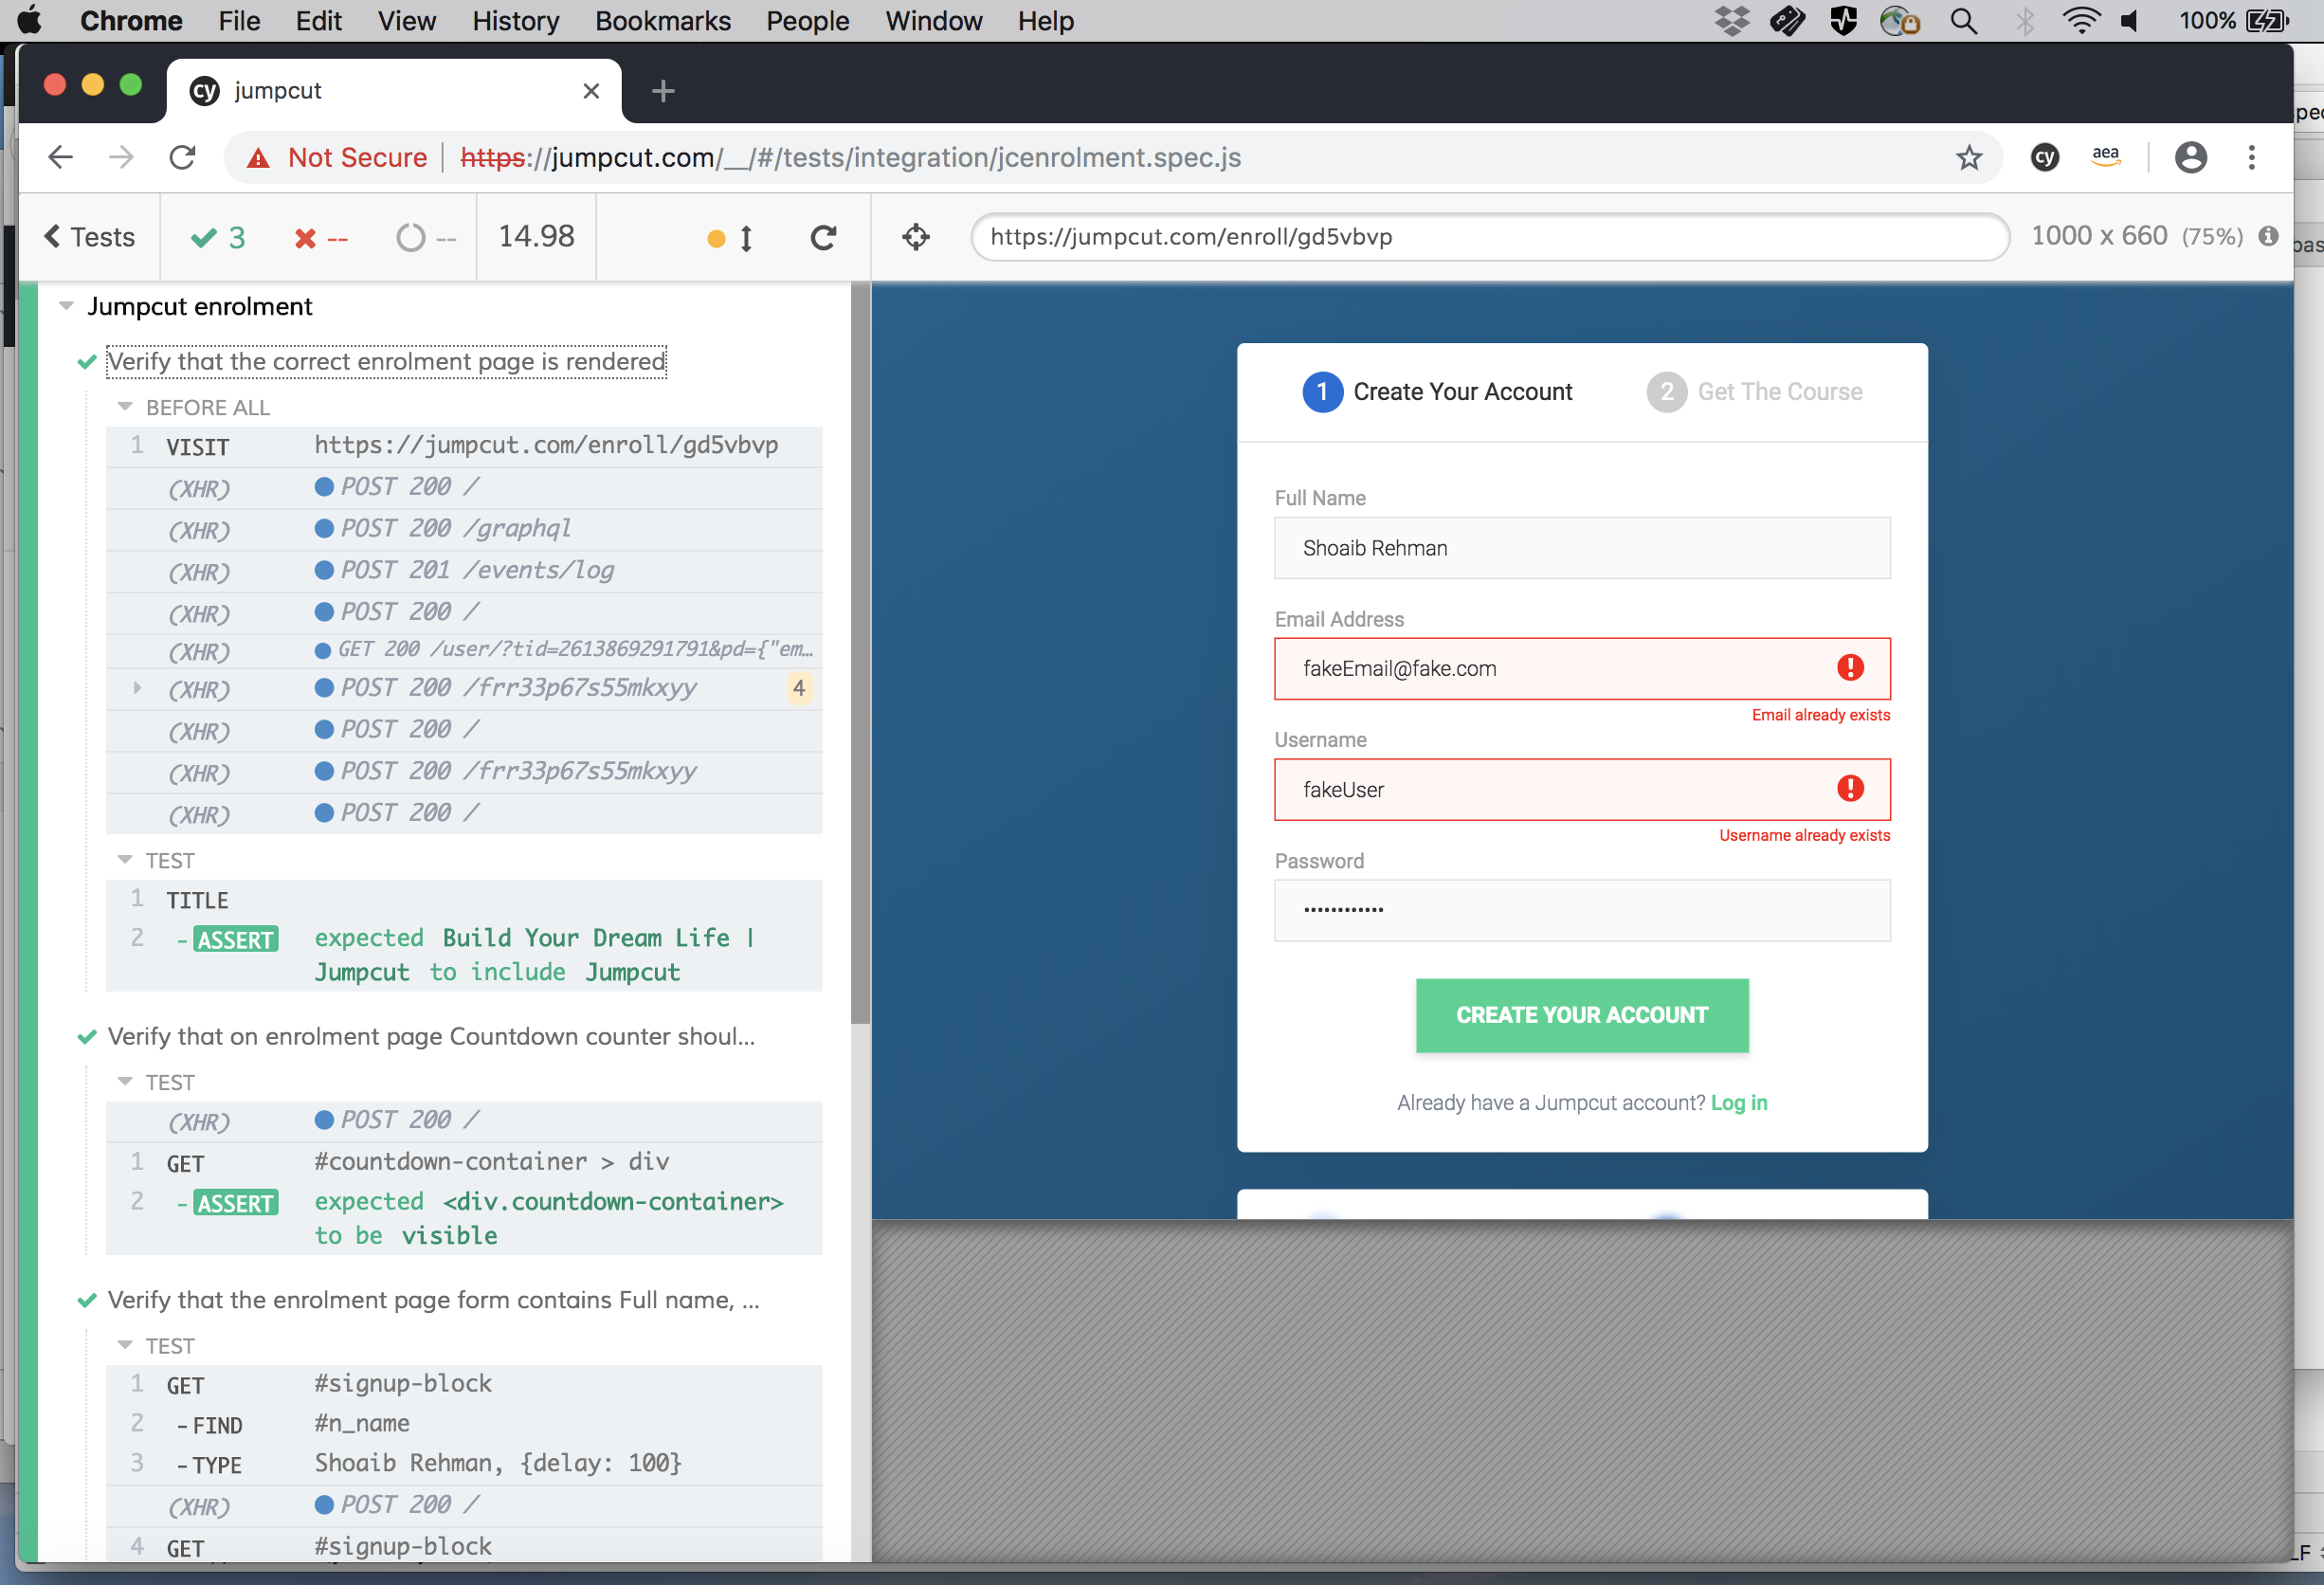 Chrome File Edit View History Bookmarks People Window Help 100%
cy jumpcut
Not Secure https://jumpcut.com/__/#/tests/integration/jcenrolment.spec.js cy aea
Tests 3 -- -- 14.98 https://jumpcut.com/enroll/gd5vbvp 1000 x 660 (75%)
Jumpcut enrolment
Verify that the correct enrolment page is rendered
BEFORE ALL
1 VISIT https://jumpcut.com/enroll/gd5vbvp
(XHR) POST 200 /
(XHR) POST 200 /graphql
(XHR) POST 201 /events/log
(XHR) POST 200 /
(XHR) GET 200 /user/?tid=2613869291791&pd={"em...
(XHR) POST 200 /frr33p67s55mkxyy 4
(XHR) POST 200 /
(XHR) POST 200 /frr33p67s55mkxyy
(XHR) POST 200 /
TEST
1 TITLE
2 -ASSERT expected Build Your Dream Life |
Jumpcut to include Jumpcut
Verify that on enrolment page Countdown counter shoul...
TEST
(XHR) POST 200 /
1 GET #countdown-container > div
2 -ASSERT expected <div.countdown-container>
to be visible
Verify that the enrolment page form contains Full name, ...
TEST
1 GET #signup-block
2 -FIND #n_name
3 -TYPE Shoaib Rehman, {delay: 100}
(XHR) POST 200 /
4 GET #signup-block
1 Create Your Account 2 Get The Course
Full Name
Shoaib Rehman
Email Address
fakeEmail@fake.com
Email already exists
Username
fakeUser
Username already exists
Password
••••••••••••
CREATE YOUR ACCOUNT
Already have a Jumpcut account? Log in